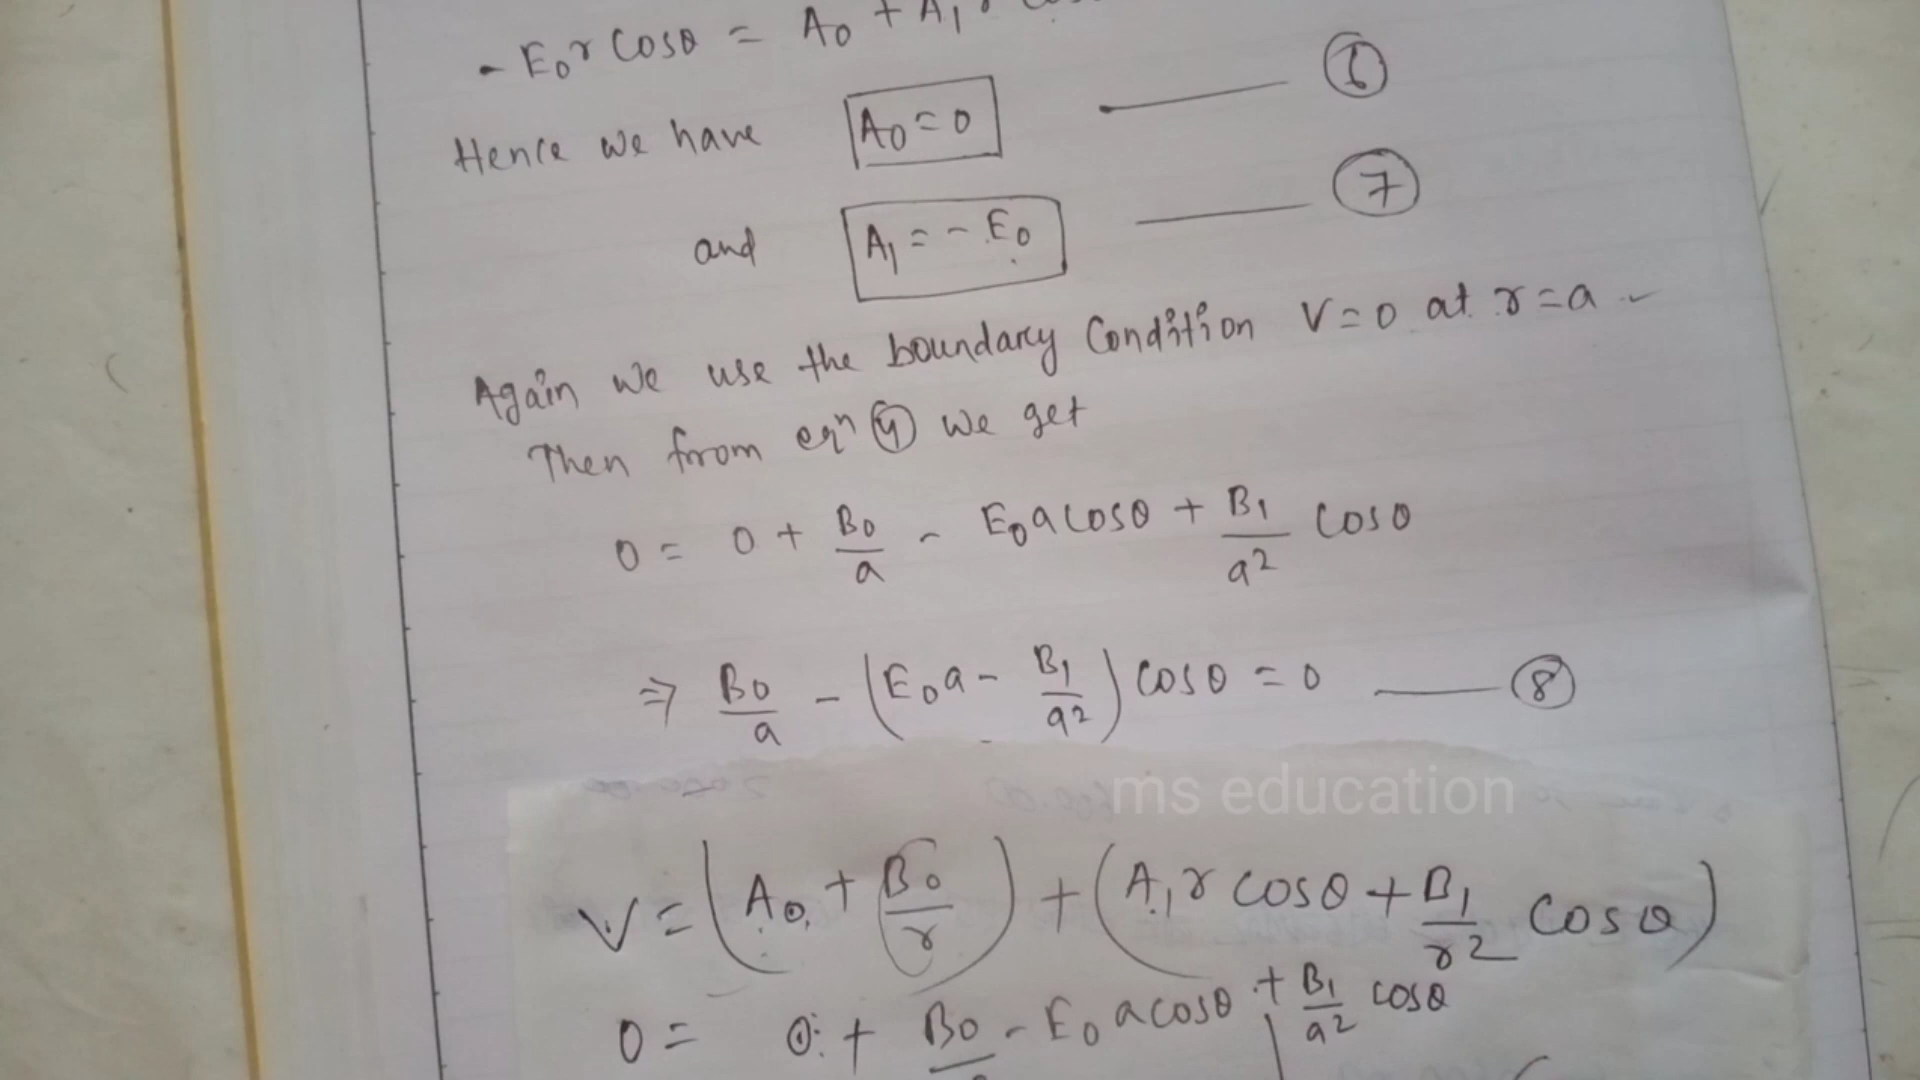 - E₀r Cosθ = A₀ + A₁
Hence we have A₀ = 0 —— ⑥
and A₁ = - E₀ —— ⑦
Again we use the boundary Condition V=0 at r=a
Then from eqⁿ ④ we get
0 = 0 + B₀/a - E₀a cosθ + B₁/a² cosθ
⇒ B₀/a - (E₀a - B₁/a²) cosθ = 0 —— ⑧
ms education
V = (A₀ + B₀/r) + (A₁r cosθ + B₁/r² cosθ)
0 = 0 + B₀ - E₀ a cosθ + B₁/a² cosθ